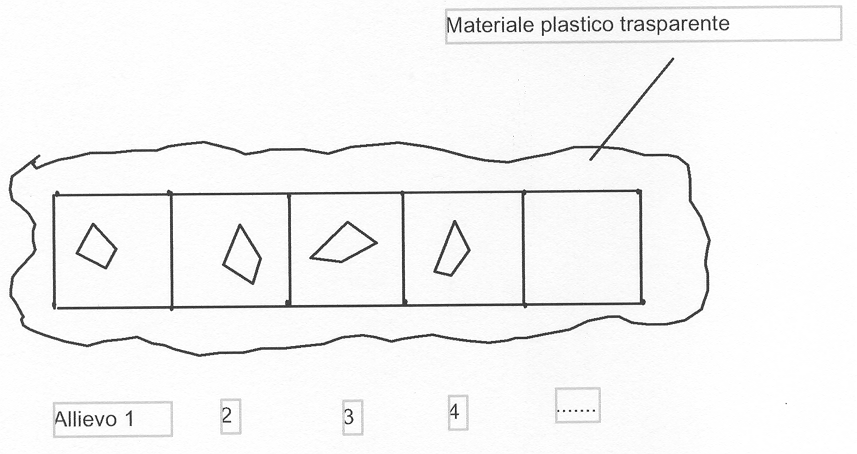 Materiale plastico trasparente
Allievo 1
2
3
4
.......